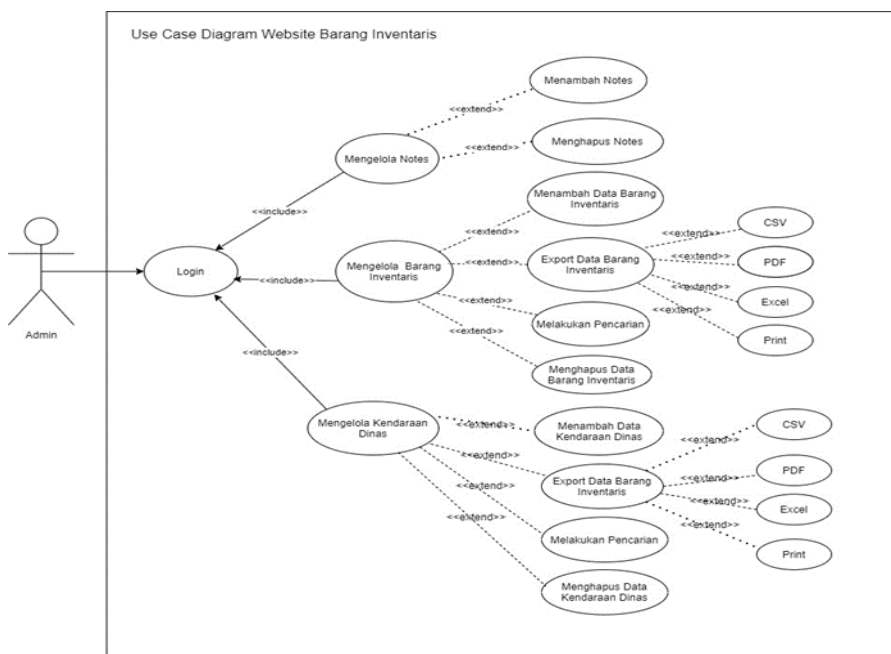 Use Case Diagram Website Barang Inventaris
Menambah Notes
<<extend>>
Mengelola Notes
<<extend>>
Menghapus Notes
<<include>>
Admin
Login
<<include>>
Mengelola Barang
Inventaris
<<extend>>
Menambah Data Barang
Inventaris
<<extend>>
Export Data Barang
Inventaris
<<extend>>
CSV
<<extend>>
PDF
<<extend>>
Excel
<<extend>>
Print
<<extend>>
Melakukan Pencarian
<<extend>>
Menghapus Data
Barang Inventaris
<<include>>
Mengelola Kendaraan
Dinas
<<extend>>
Menambah Data
Kendaraan Dinas
<<extend>>
Export Data Barang
Inventaris
<<extend>>
CSV
<<extend>>
PDF
<<extend>>
Excel
<<extend>>
Print
<<extend>>
Melakukan Pencarian
<<extend>>
Menghapus Data
Kendaraan Dinas